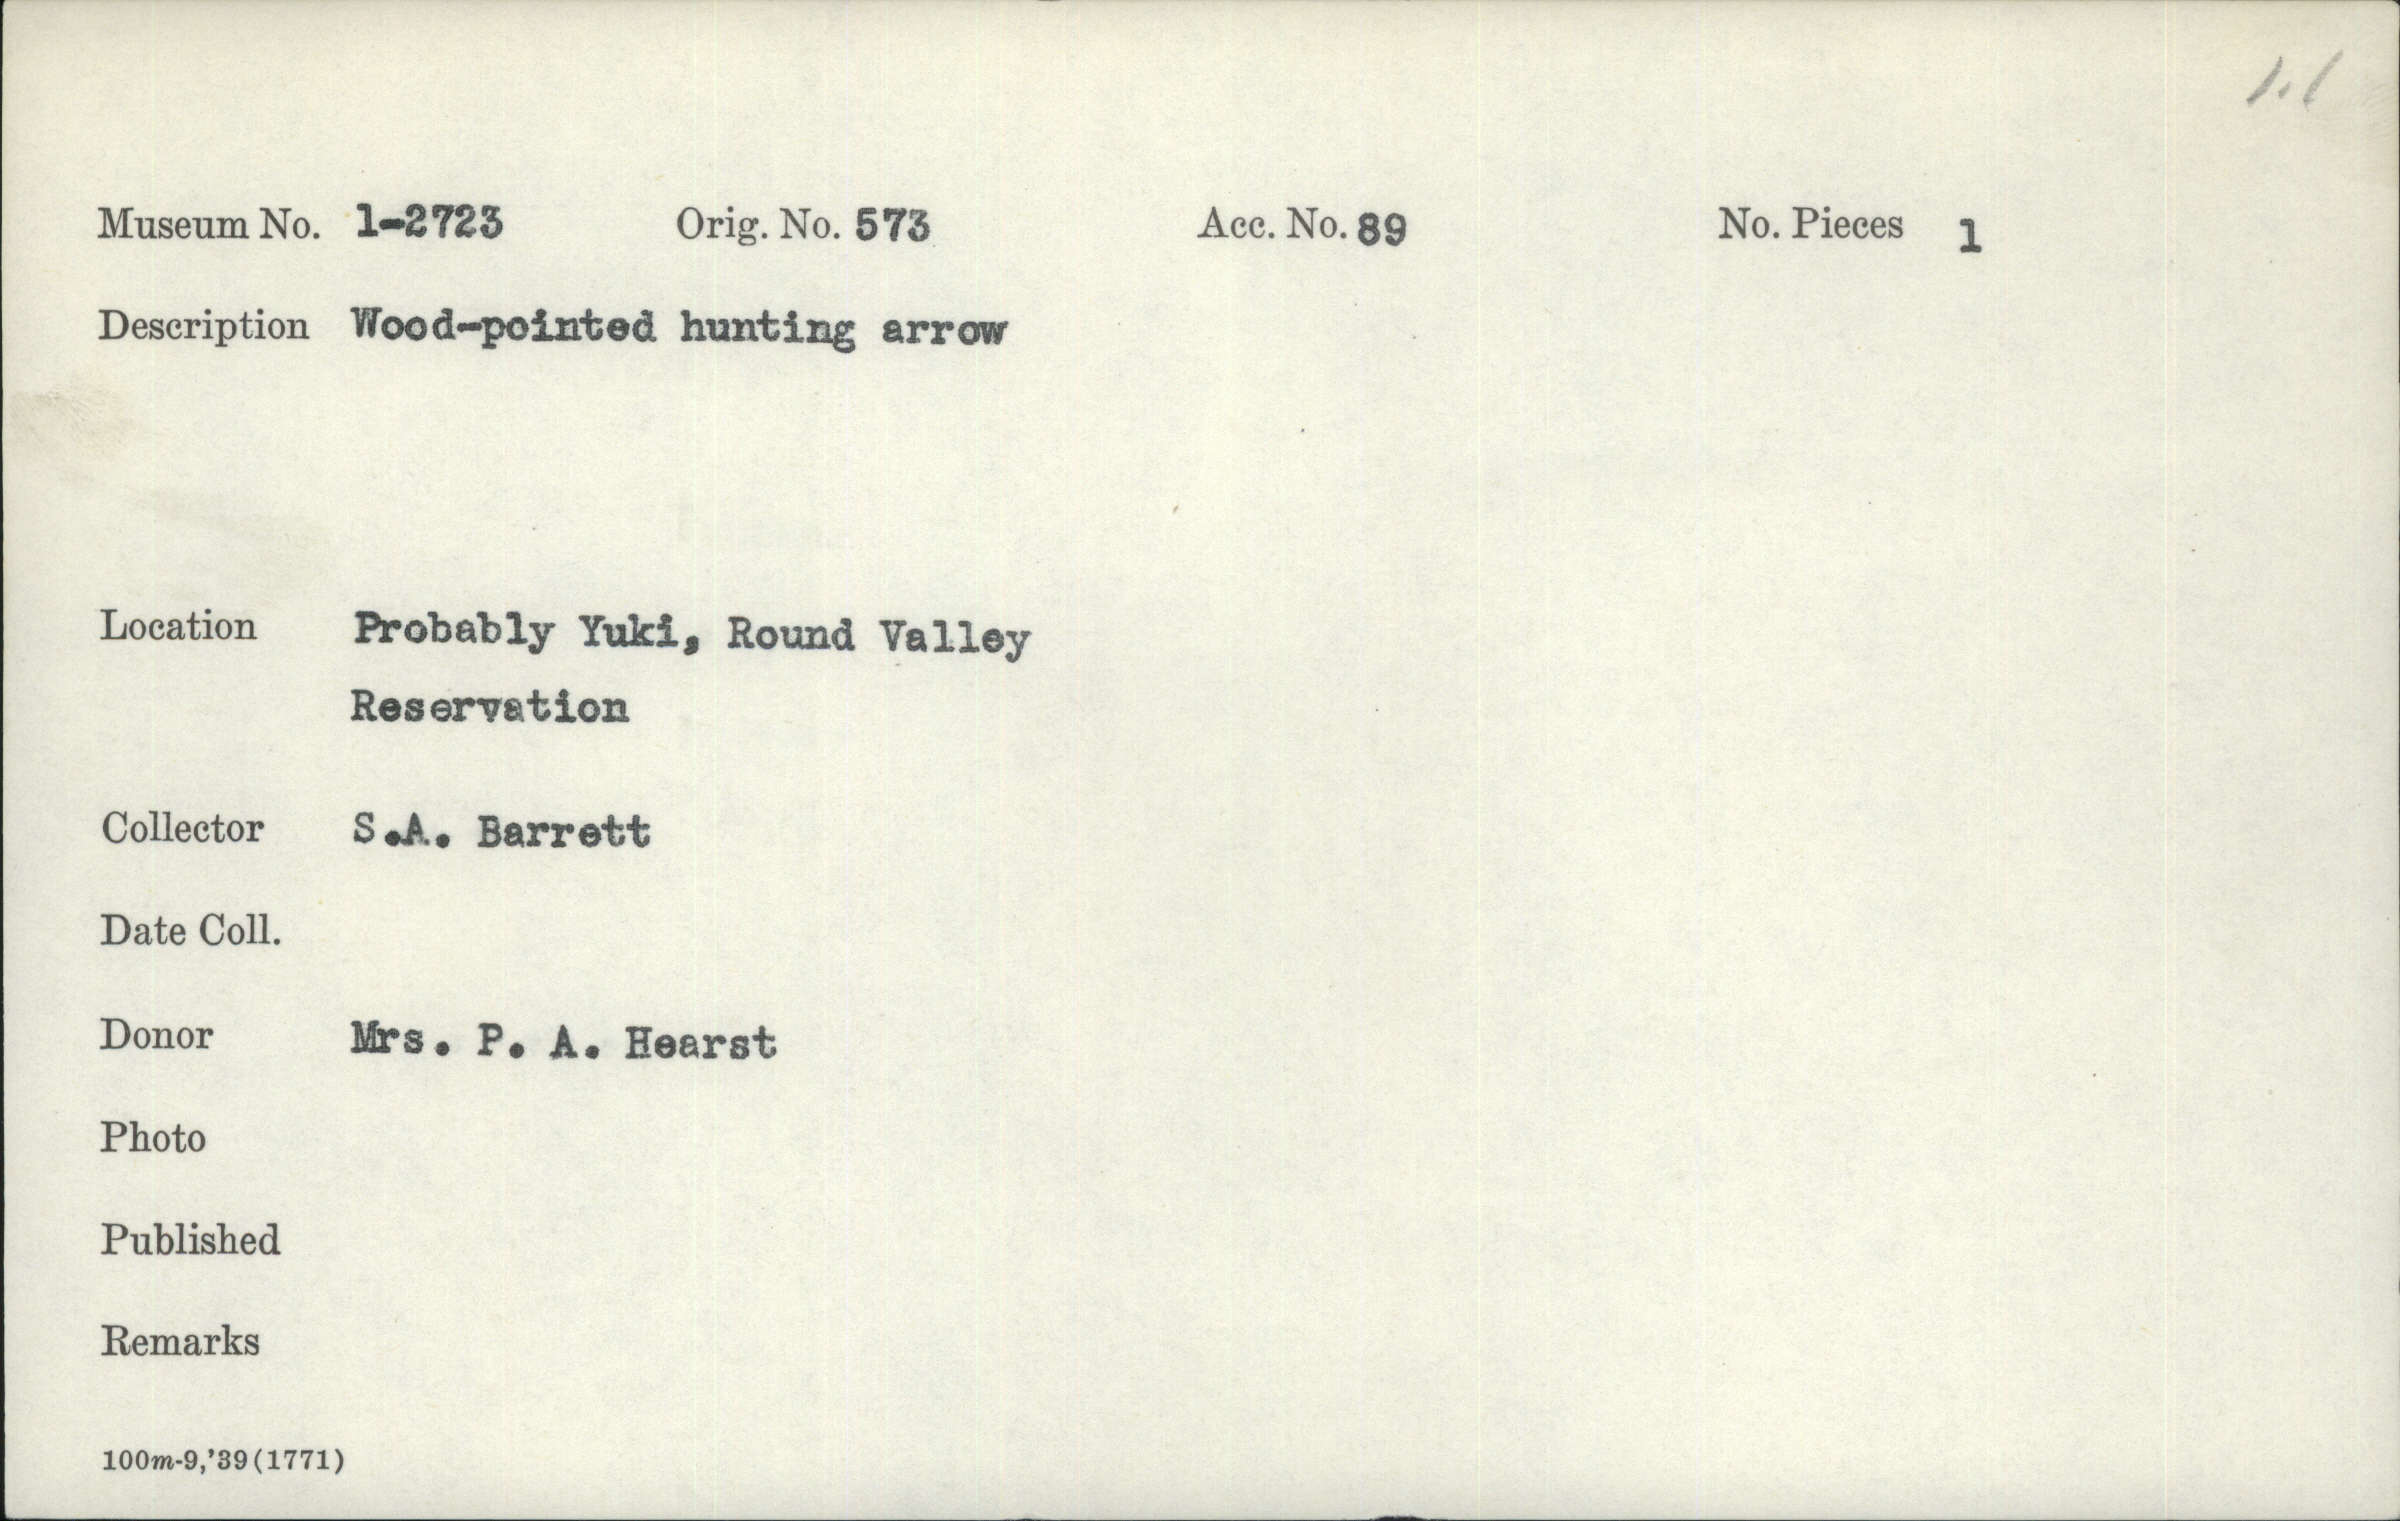 1.1
Museum No. 1-2723 Orig. No. 573 Acc. No. 89 No. Pieces 1
Description Wood-pointed hunting arrow
Location Probably Yuki, Round Valley
Reservation
Collector S.A. Barrett
Date Coll.
Donor Mrs. P. A. Hearst
Photo
Published
Remarks
100m-9,'39(1771)